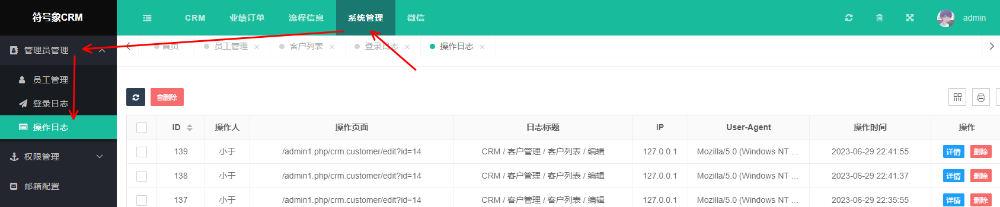 符号象CRM
CRM 业绩订单 流程信息 系统管理 微信 admin
管理员管理
首页 员工管理 × 客户列表 × 登录日志 × 操作日志 ×
员工管理
登录日志
操作日志
权限管理
邮箱配置
删除
ID 操作人 操作页面 日志标题 IP User-Agent 操作时间 操作
139 小于 /admin1.php/crm.customer/edit?id=14 CRM / 客户管理 / 客户列表 / 编辑 127.0.0.1 Mozilla/5.0 (Windows NT ... 2023-06-29 22:41:55 详情 删除
138 小于 /admin1.php/crm.customer/edit?id=14 CRM / 客户管理 / 客户列表 / 编辑 127.0.0.1 Mozilla/5.0 (Windows NT ... 2023-06-29 22:41:37 详情 删除
137 小于 /admin1.php/crm.customer/edit?id=14 CRM / 客户管理 / 客户列表 / 编辑 127.0.0.1 Mozilla/5.0 (Windows NT ... 2023-06-29 22:35:55 详情 删除